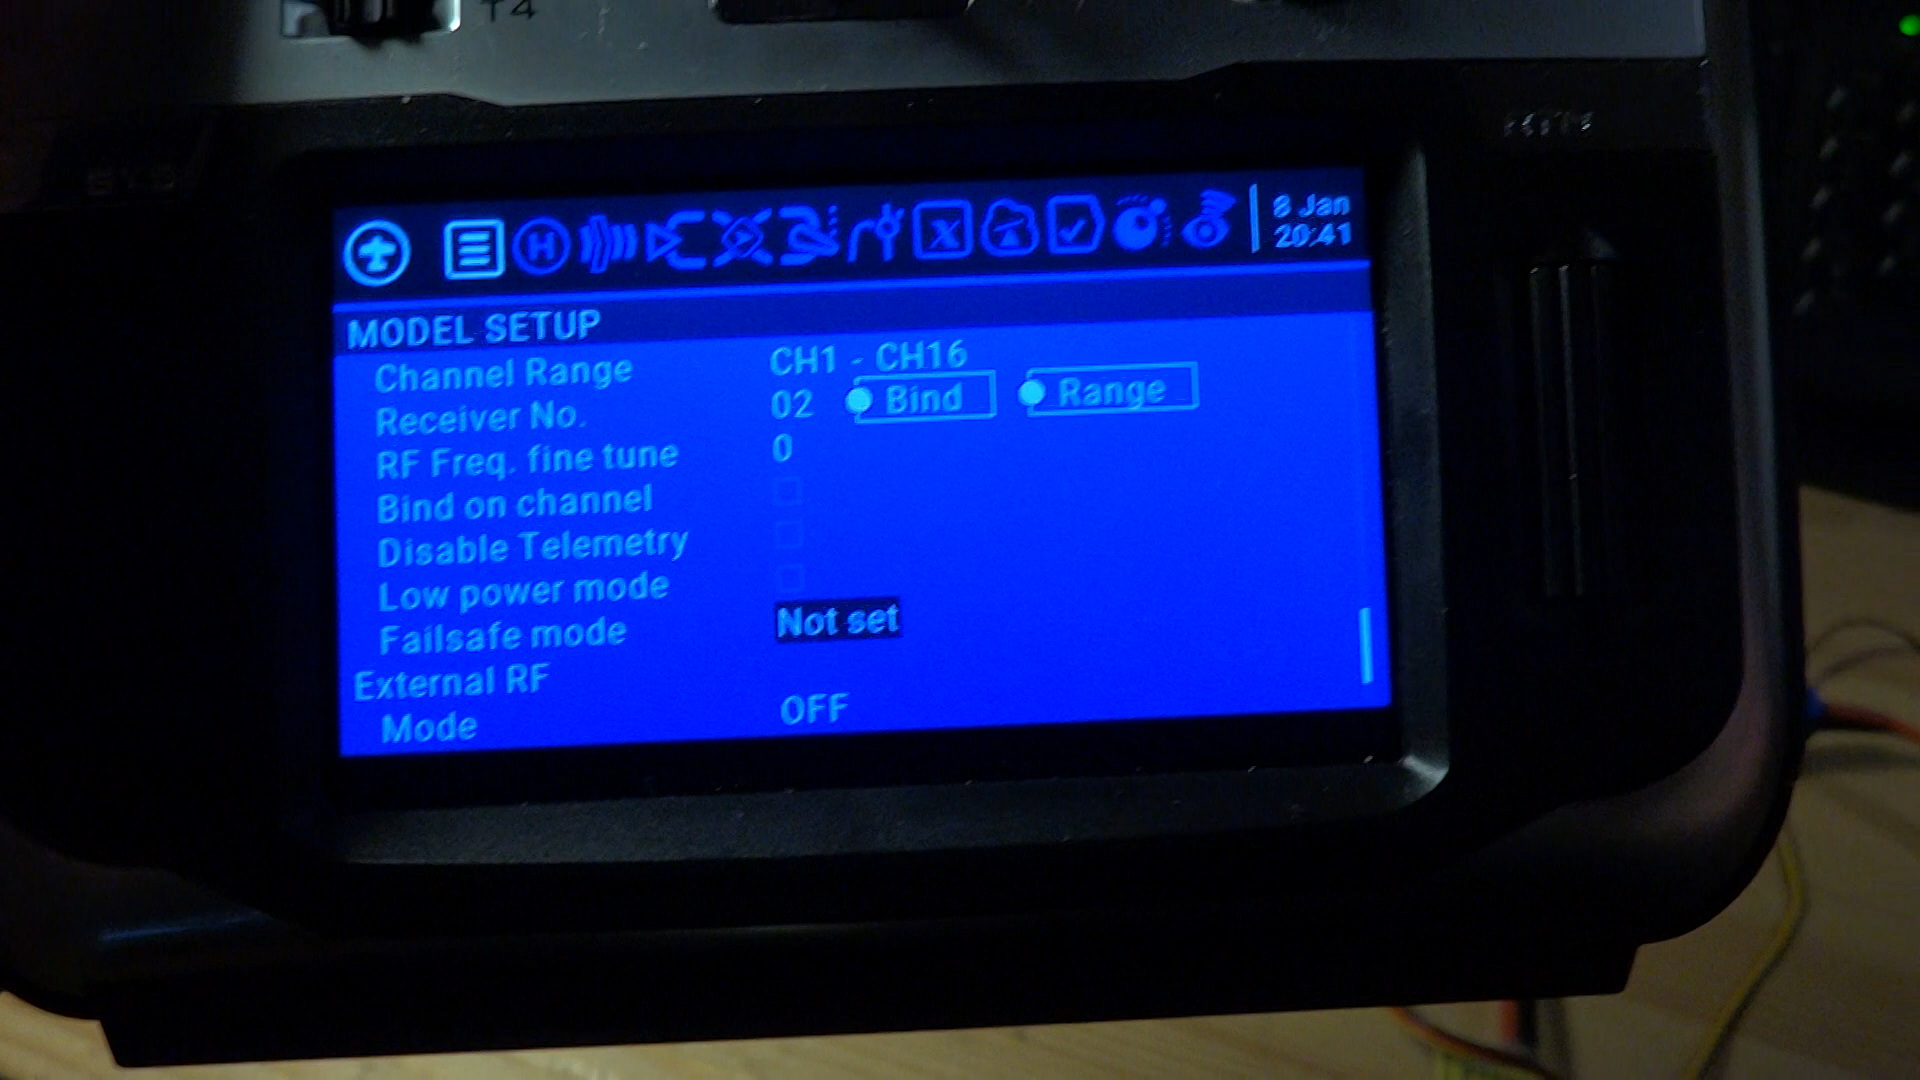 T4
8 Jan
20:41
MODEL SETUP
Channel Range CH1 - CH16
Receiver No. 02 Bind Range
RF Freq. fine tune 0
Bind on channel
Disable Telemetry
Low power mode
Failsafe mode Not set
External RF
Mode OFF